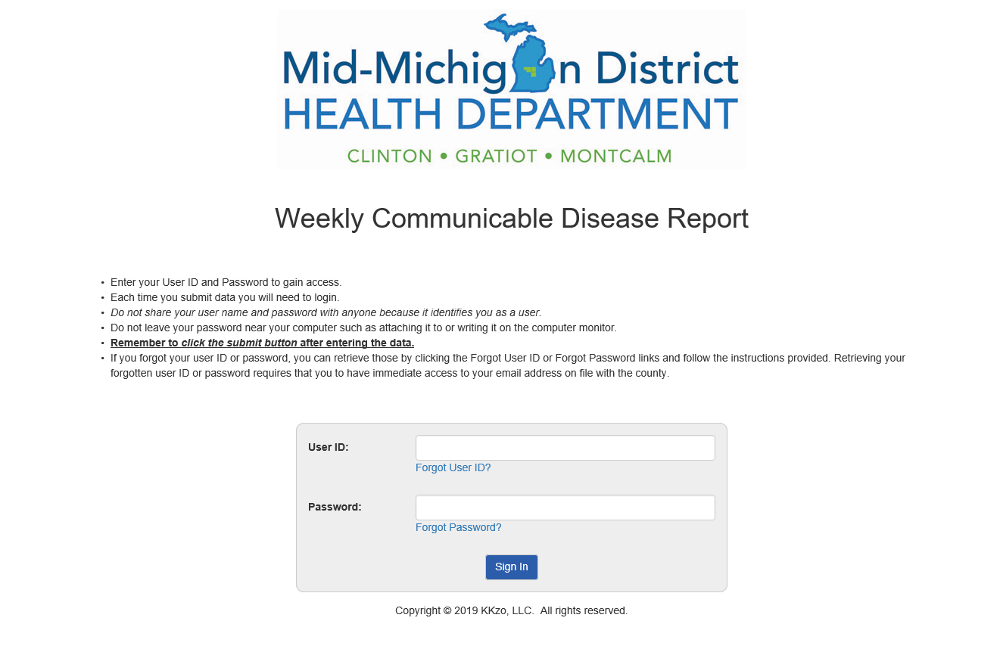 Mid-Michig n District
HEALTH DEPARTMENT
CLINTON • GRATIOT • MONTCALM
Weekly Communicable Disease Report
• Enter your User ID and Password to gain access.
• Each time you submit data you will need to login.
• Do not share your user name and password with anyone because it identifies you as a user.
• Do not leave your password near your computer such as attaching it to or writing it on the computer monitor.
• Remember to click the submit button after entering the data.
• If you forgot your user ID or password, you can retrieve those by clicking the Forgot User ID or Forgot Password links and follow the instructions provided. Retrieving your
forgotten user ID or password requires that you to have immediate access to your email address on file with the county.
User ID:
Forgot User ID?
Password:
Forgot Password?
Sign In
Copyright © 2019 KKzo, LLC. All rights reserved.